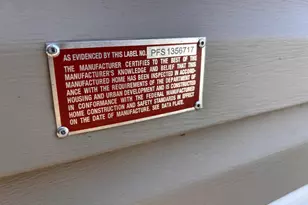 AS EVIDENCED BY THIS LABEL NO. PFS1356717
THE MANUFACTURER CERTIFIES TO THE BEST OF
THE MANUFACTURER'S KNOWLEDGE AND BELIEF THAT THIS
MANUFACTURED HOME HAS BEEN INSPECTED IN ACCORD-
ANCE WITH THE REQUIREMENTS OF THE DEPARTMENT OF
HOUSING AND URBAN DEVELOPMENT AND IS CONSTRUCTED
IN CONFORMANCE WITH THE FEDERAL MANUFACTURED
HOME CONSTRUCTION AND SAFETY STANDARDS IN EFFECT
ON THE DATE OF MANUFACTURE. SEE DATA PLATE.